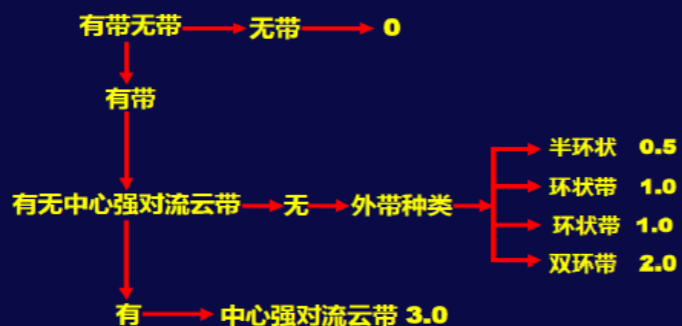 有带无带 无带 0
有带
有无中心强对流云带 无 外带种类
半环状 0.5
环状带 1.0
环状带 1.0
双环带 2.0
有 中心强对流云带 3.0